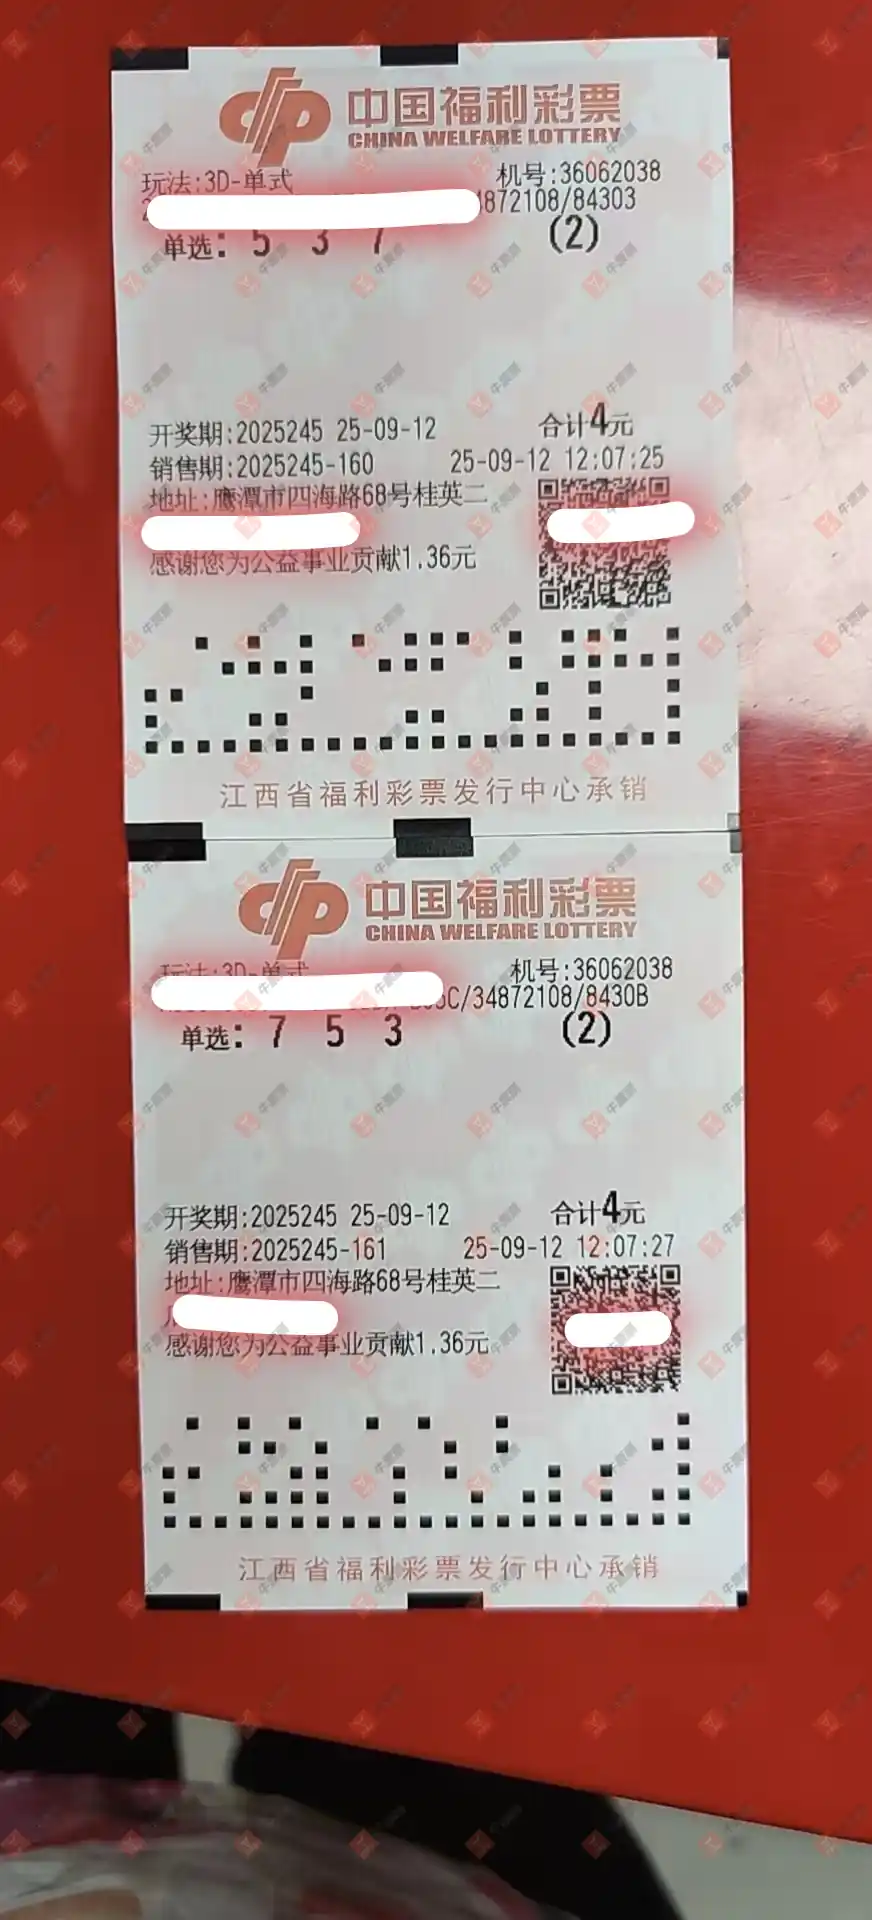 中国福利彩票
CHINA WELFARE LOTTERY
玩法:3D-单式 机号:36062038
4872108/84303
单选: 5 3 7 (2)
开奖期:2025245 25-09-12 合计4元
销售期:2025245-160 25-09-12 12:07:25
地址:鹰潭市四海路68号桂英二
感谢您为公益事业贡献1.36元
江西省福利彩票发行中心承销
中国福利彩票
CHINA WELFARE LOTTERY
玩法:3D-单式 机号:36062038
C/34872108/8430B
单选: 7 5 3 (2)
开奖期:2025245 25-09-12 合计4元
销售期:2025245-161 25-09-12 12:07:27
地址:鹰潭市四海路68号桂英二
感谢您为公益事业贡献1.36元
江西省福利彩票发行中心承销